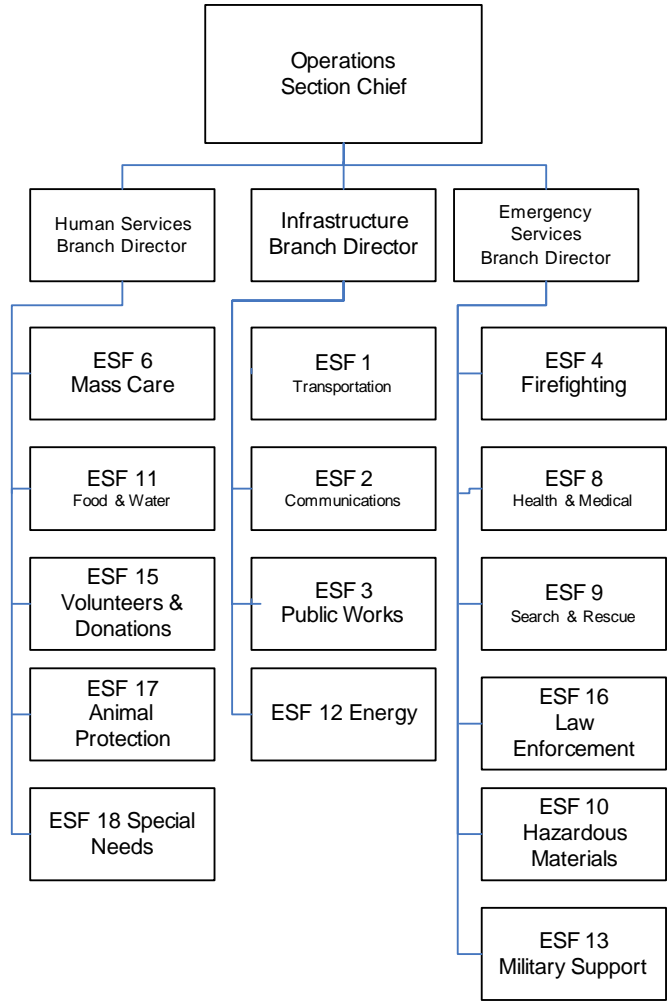 Operations
Section Chief
Human Services
Branch Director
Infrastructure
Branch Director
Emergency
Services
Branch Director
ESF 6
Mass Care
ESF 11
Food & Water
ESF 15
Volunteers &
Donations
ESF 17
Animal
Protection
ESF 18 Special
Needs
ESF 1
Transportation
ESF 2
Communications
ESF 3
Public Works
ESF 12 Energy
ESF 4
Firefighting
ESF 8
Health & Medical
ESF 9
Search & Rescue
ESF 16
Law
Enforcement
ESF 10
Hazardous
Materials
ESF 13
Military Support